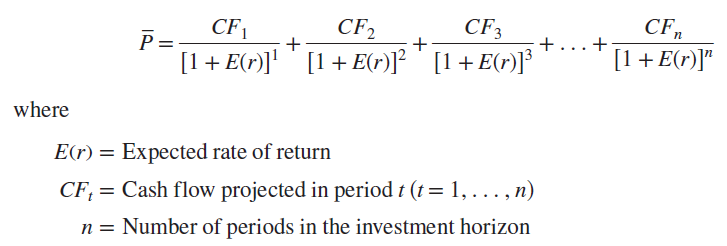 P̅ = CF₁/[1 + E(r)]¹ + CF₂/[1 + E(r)]² + CF₃/[1 + E(r)]³ + . . . + CFₙ/[1 + E(r)]ⁿ
where
E(r) = Expected rate of return
CFₜ = Cash flow projected in period t (t = 1, . . . , n)
n = Number of periods in the investment horizon